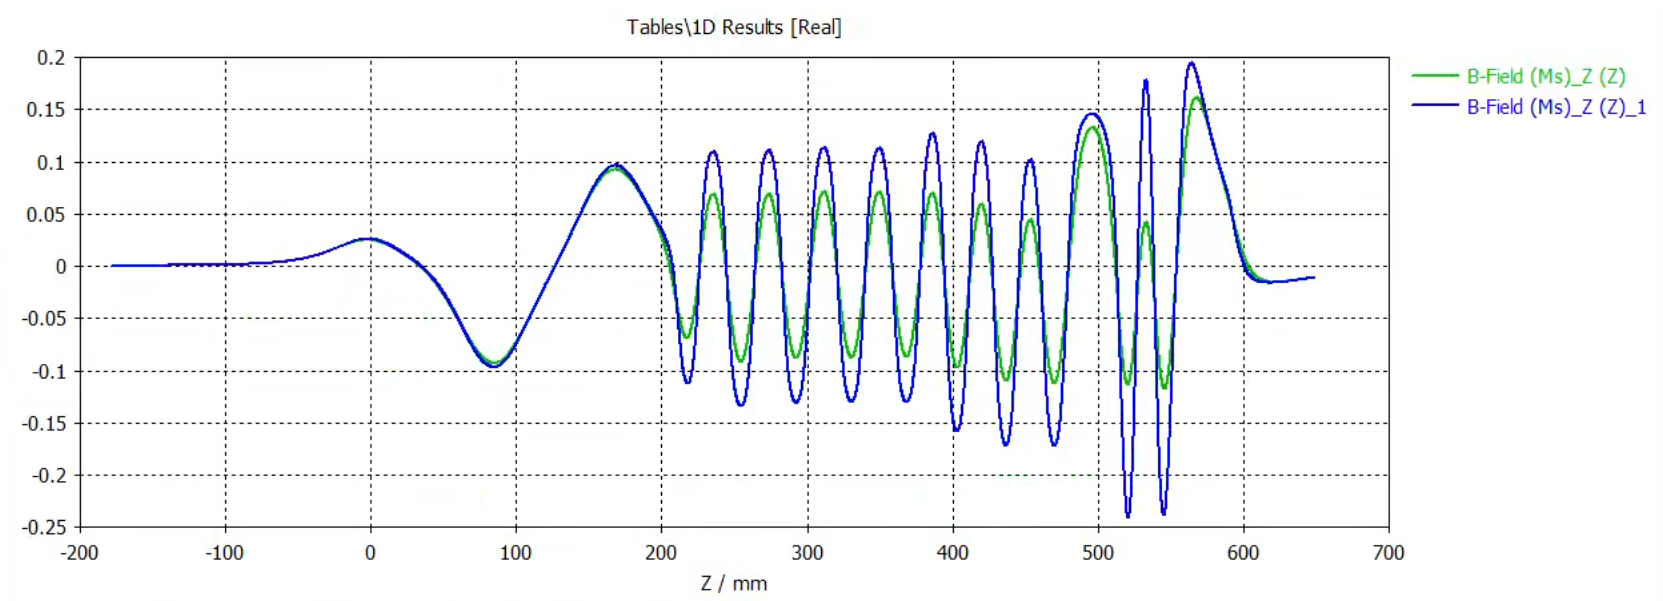 Tables\1D Results [Real]
0.2
0.15
0.1
0.05
0
-0.05
-0.1
-0.15
-0.2
-0.25
-200 -100 0 100 200 300 400 500 600 700
Z / mm
B-Field (Ms)_Z (Z)
B-Field (Ms)_Z (Z)_1